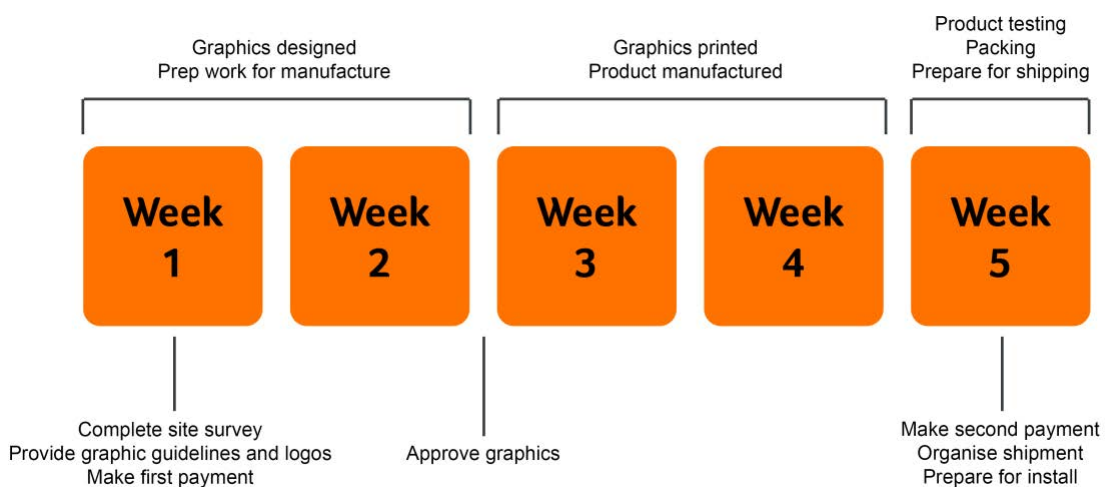 Graphics designed
Prep work for manufacture
Graphics printed
Product manufactured
Product testing
Packing
Prepare for shipping
Week
1
Week
2
Week
3
Week
4
Week
5
Complete site survey
Provide graphic guidelines and logos
Make first payment
Approve graphics
Make second payment
Organise shipment
Prepare for install